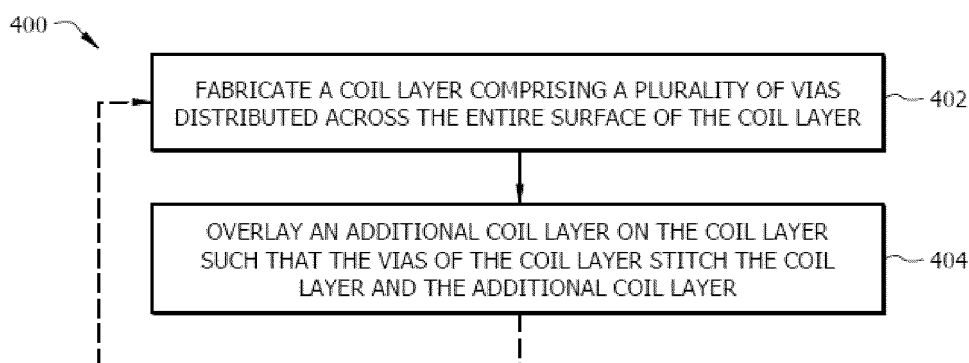 400
FABRICATE A COIL LAYER COMPRISING A PLURALITY OF VIAS
DISTRIBUTED ACROSS THE ENTIRE SURFACE OF THE COIL LAYER
402
OVERLAY AN ADDITIONAL COIL LAYER ON THE COIL LAYER
SUCH THAT THE VIAS OF THE COIL LAYER STITCH THE COIL
LAYER AND THE ADDITIONAL COIL LAYER
404